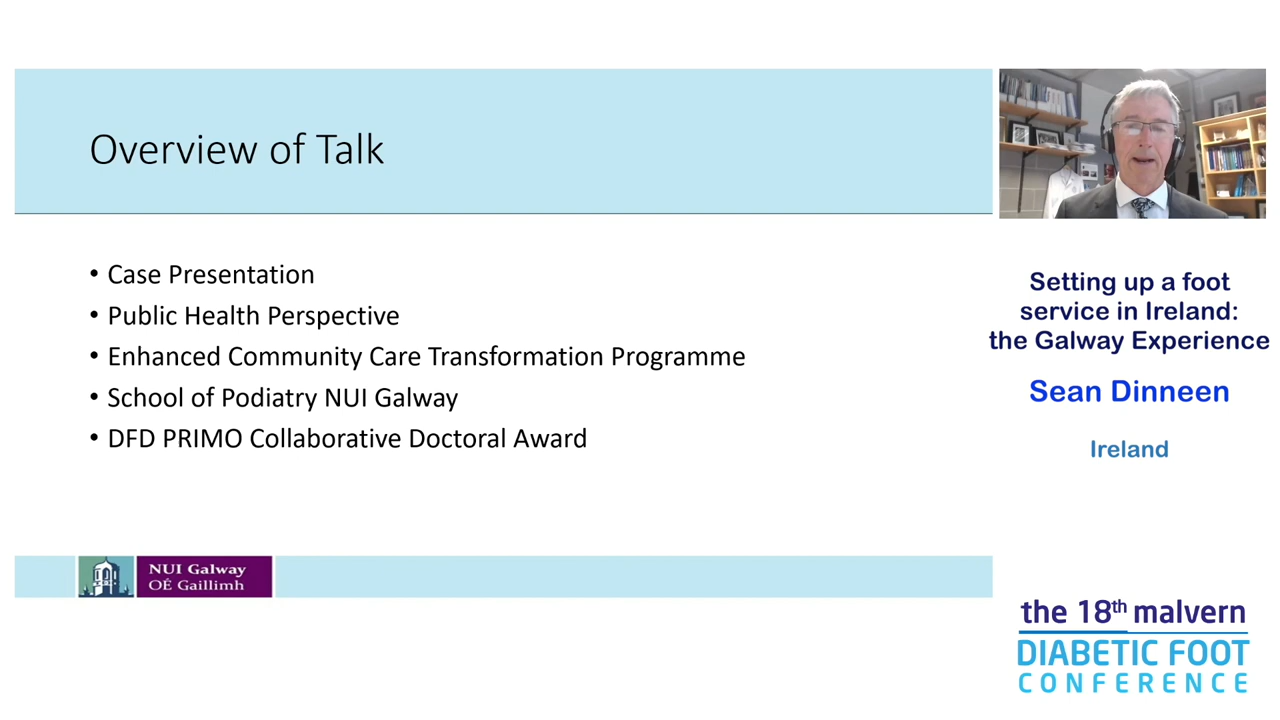 Overview of Talk
• Case Presentation
• Public Health Perspective
• Enhanced Community Care Transformation Programme
• School of Podiatry NUI Galway
• DFD PRIMO Collaborative Doctoral Award
NUI Galway
OÉ Gaillimh
Setting up a foot
service in Ireland:
the Galway Experience
Sean Dinneen
Ireland
the 18th malvern
DIABETIC FOOT
CONFERENCE